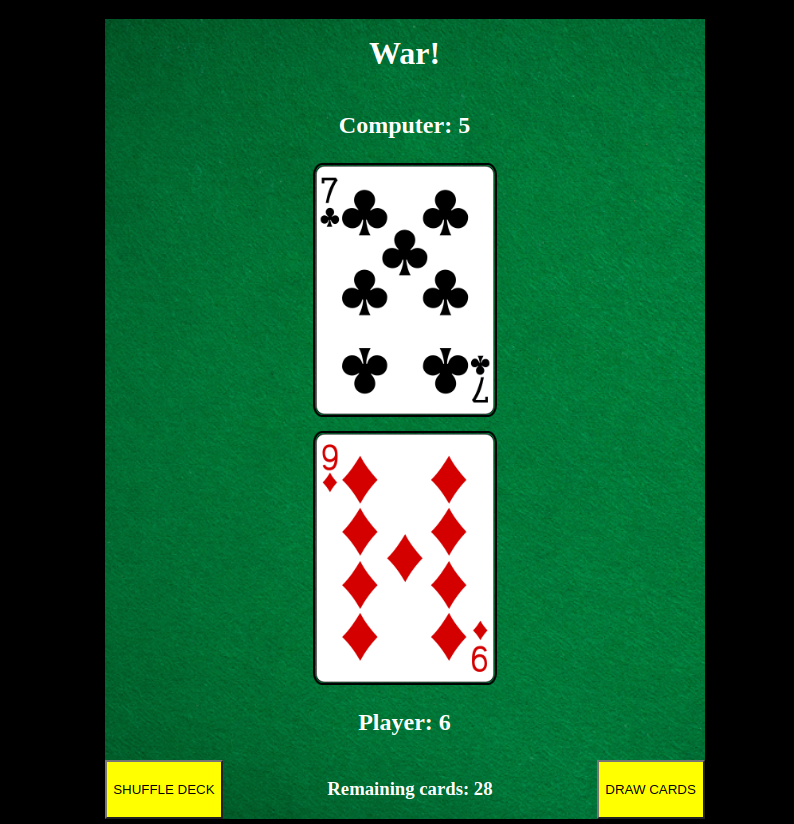 War!
Computer: 5
7
7
9
9
Player: 6
SHUFFLE DECK
Remaining cards: 28
DRAW CARDS